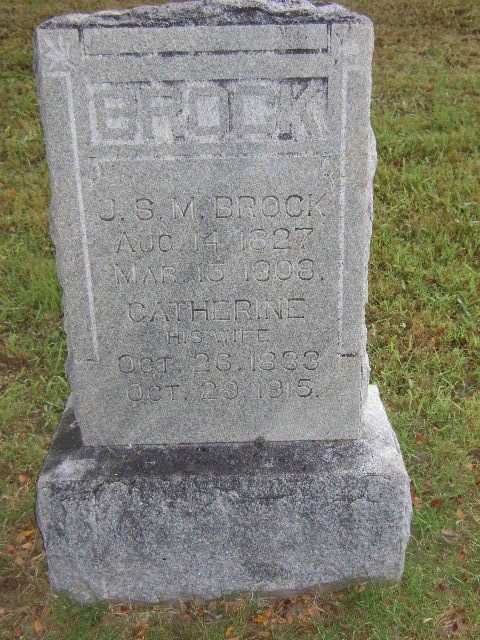 BROCK
J. S. M. BROCK
AUG. 14, 1827
MAR. 15, 1908.
CATHERINE
HIS WIFE
OCT. 26, 1833
OCT. 29, 1915.